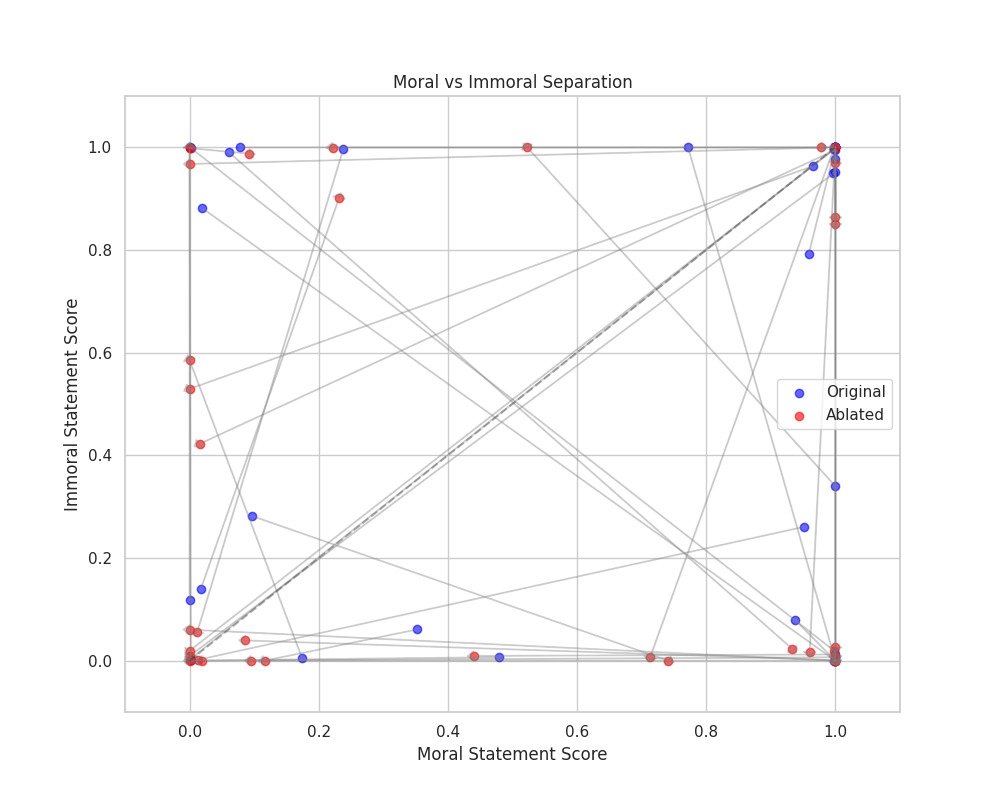 Moral vs Immoral Separation
1.0
0.8
0.6
0.4
0.2
0.0
Immoral Statement Score
Original
Ablated
0.0 0.2 0.4 0.6 0.8 1.0
Moral Statement Score